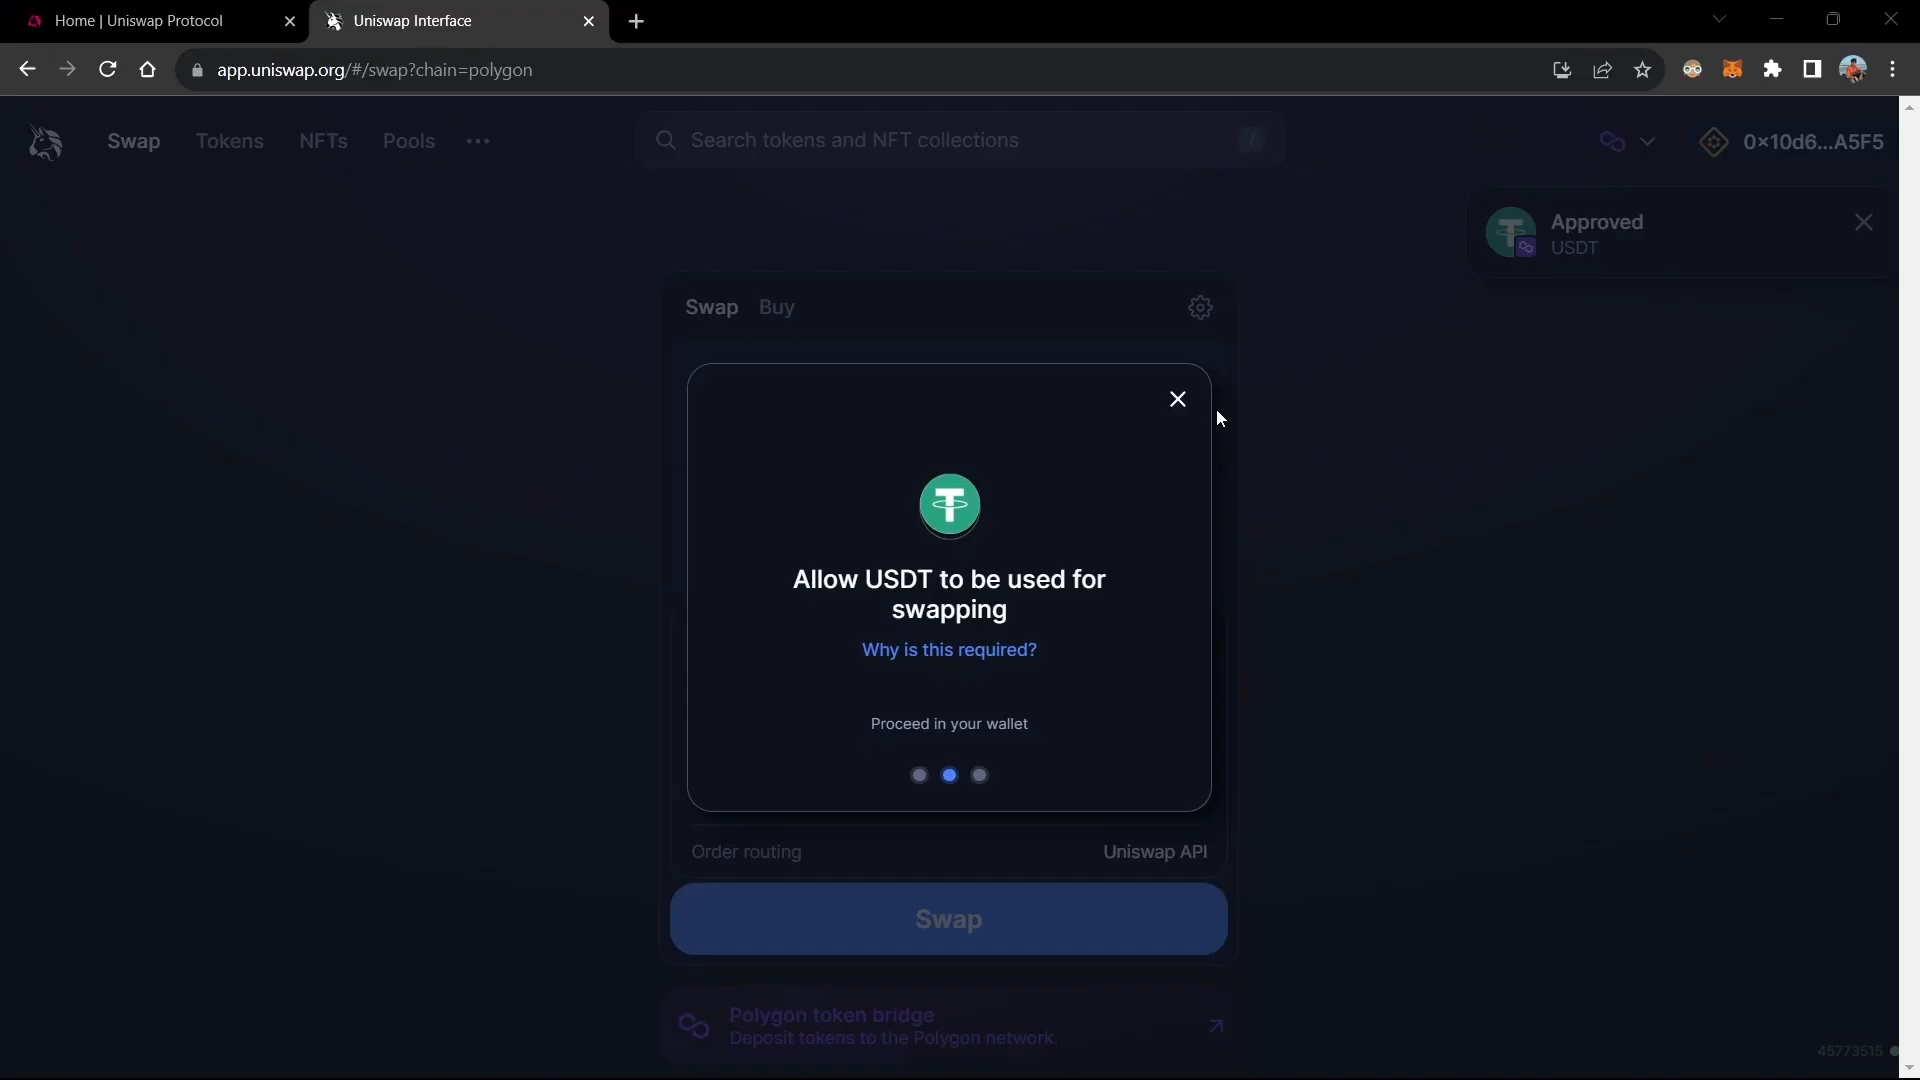 Home | Uniswap Protocol
Uniswap Interface
app.uniswap.org/#/swap?chain=polygon
Swap Tokens NFTs Pools
Search tokens and NFT collections /
0×10d6...A5F5
Approved
USDT
Swap Buy
Allow USDT to be used for
swapping
Why is this required?
Proceed in your wallet
Order routing Uniswap API
Swap
Polygon token bridge
Deposit tokens to the Polygon network.
45773515